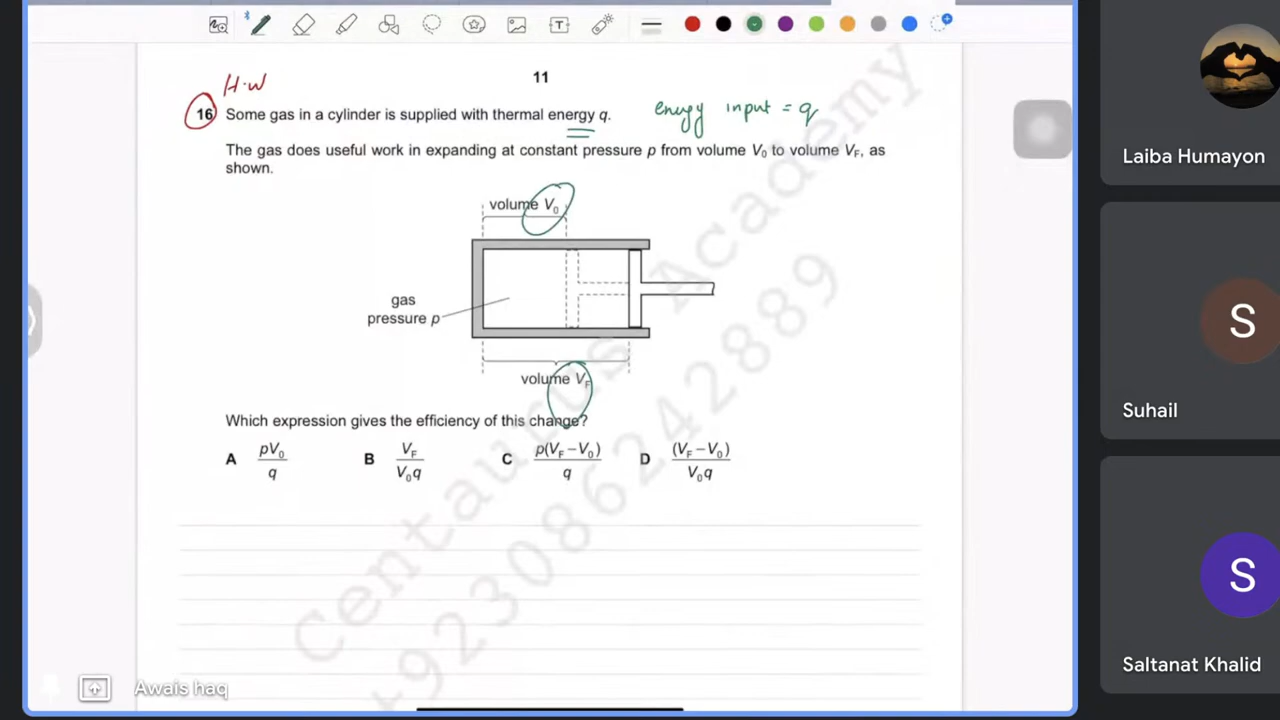 11
H.W
16 Some gas in a cylinder is supplied with thermal energy q.
energy input = q
The gas does useful work in expanding at constant pressure p from volume V₀ to volume V_F, as
shown.
volume V₀
gas
pressure p
volume V_F
Which expression gives the efficiency of this change?
A pV₀/q B V_F/V₀q C p(V_F – V₀)/q D (V_F – V₀)/V₀q
Centaurus Academy
+923086242889
Awais haq
Laiba Humayon
S
Suhail
S
Saltanat Khalid
T